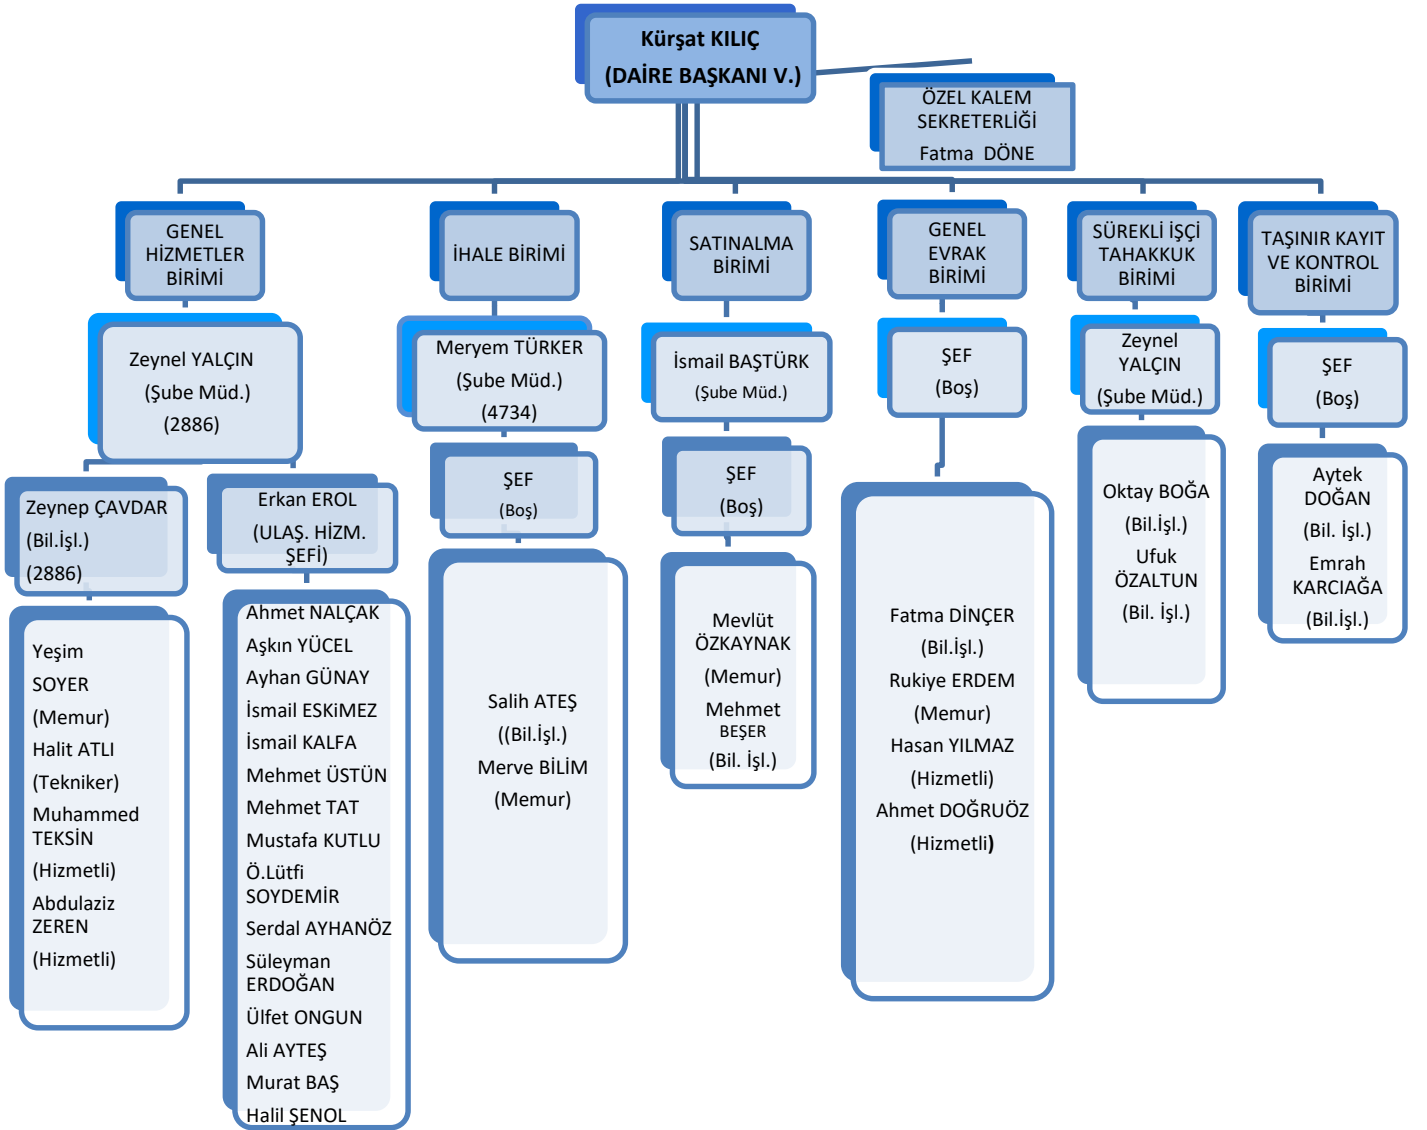 Kürşat KILIÇ
(DAİRE BAŞKANI V.)
ÖZEL KALEM
SEKRETERLİĞİ
Fatma DÖNE
GENEL
HİZMETLER
BİRİMİ
İHALE BİRİMİ
SATINALMA
BİRİMİ
GENEL
EVRAK
BİRİMİ
SÜREKLİ İŞÇİ
TAHAKKUK
BİRİMİ
TAŞINIR KAYIT
VE KONTROL
BİRİMİ
Zeynel YALÇIN
(Şube Müd.)
(2886)
Meryem TÜRKER
(Şube Müd.)
(4734)
İsmail BAŞTÜRK
(Şube Müd.)
ŞEF
(Boş)
Zeynel
YALÇIN
(Şube Müd.)
ŞEF
(Boş)
Zeynep ÇAVDAR
(Bil.İşl.)
(2886)
Erkan EROL
(ULAŞ. HİZM.
ŞEFİ)
ŞEF
(Boş)
ŞEF
(Boş)
Yeşim
SOYER
(Memur)
Halit ATLI
(Tekniker)
Muhammed
TEKSİN
(Hizmetli)
Abdulaziz
ZEREN
(Hizmetli)
Ahmet NALÇAK
Aşkın YÜCEL
Ayhan GÜNAY
İsmail ESKiMEZ
İsmail KALFA
Mehmet ÜSTÜN
Mehmet TAT
Mustafa KUTLU
Ö.Lütfi
SOYDEMİR
Serdal AYHANÖZ
Süleyman
ERDOĞAN
Ülfet ONGUN
Ali AYTEŞ
Murat BAŞ
Halil ŞENOL
Salih ATEŞ
((Bil.İşl.)
Merve BİLİM
(Memur)
Mevlüt
ÖZKAYNAK
(Memur)
Mehmet
BEŞER
(Bil. İşl.)
Fatma DİNÇER
(Bil.İşl.)
Rukiye ERDEM
(Memur)
Hasan YILMAZ
(Hizmetli)
Ahmet DOĞRUÖZ
(Hizmetli)
Oktay BOĞA
(Bil.İşl.)
Ufuk
ÖZALTUN
(Bil. İşl.)
Aytek
DOĞAN
(Bil. İşl.)
Emrah
KARCIAĞA
(Bil.İşl.)